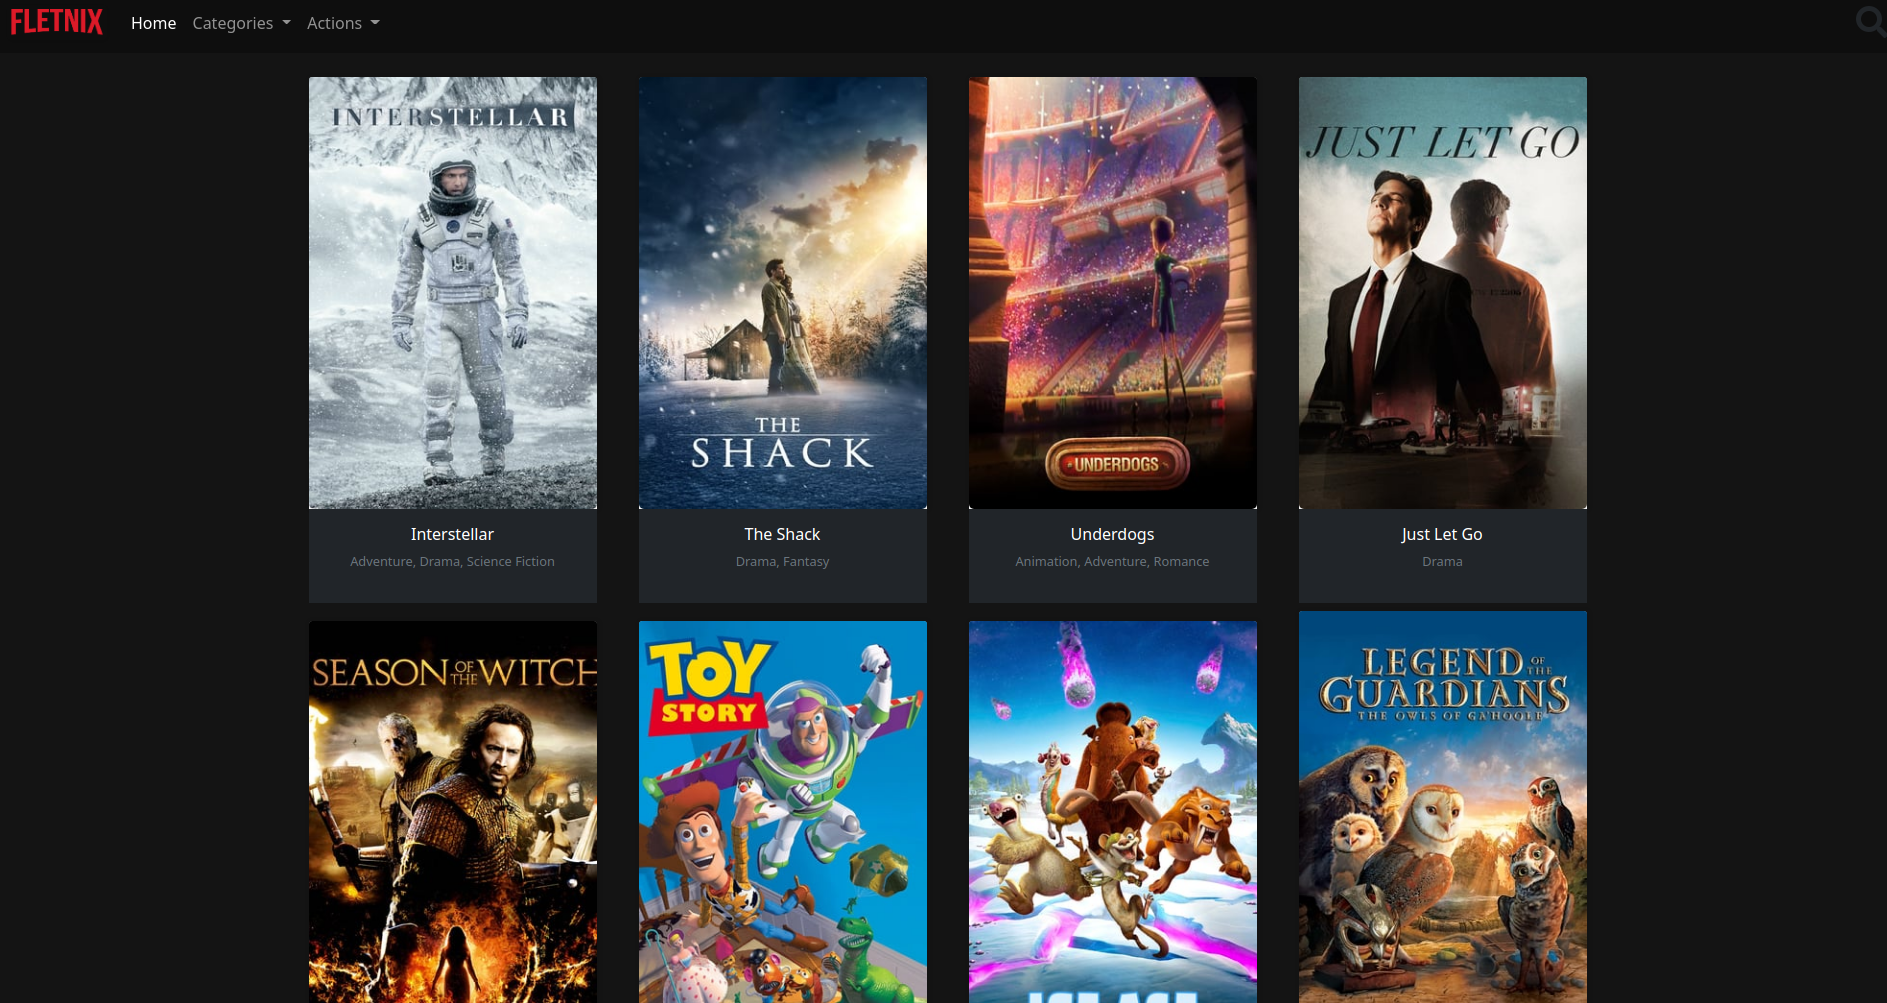 FLETNIX Home Categories Actions
INTERSTELLAR
THE
SHACK
UNDERDOGS
JUST LET GO
Interstellar
Adventure, Drama, Science Fiction
The Shack
Drama, Fantasy
Underdogs
Animation, Adventure, Romance
Just Let Go
Drama
SEASON OF THE WITCH
TOY
STORY
LEGEND OF THE
GUARDIANS
THE OWLS OF GA'HOOLE
ICE AGE